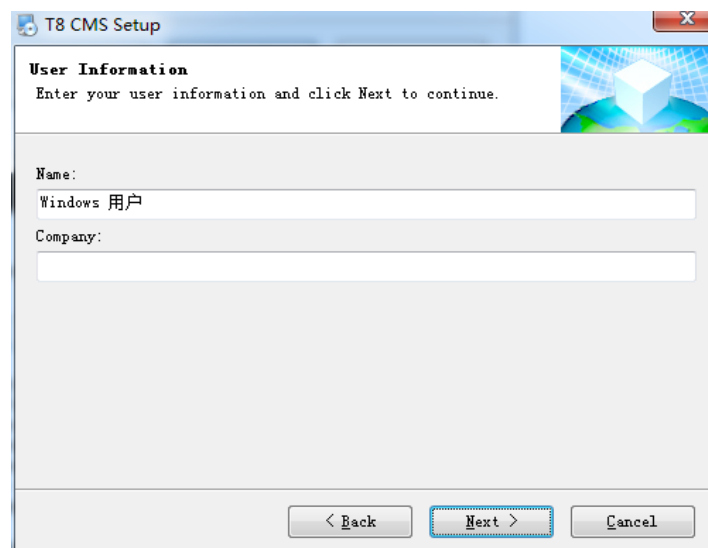 T8 CMS Setup
User Information
Enter your user information and click Next to continue.
Name:
Windows 用户
Company:
< Back
Next >
Cancel